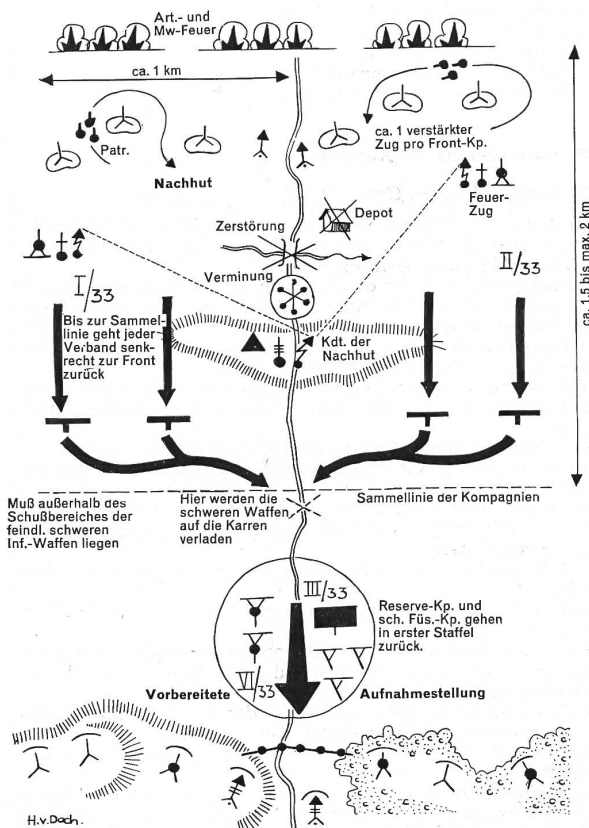 Art.- und
Mw-Feuer
ca. 1 km
Patr.
ca. 1 verstärkter
Zug pro Front-Kp.
Nachhut
Feuer-
Zug
Depot
Zerstörung
Verminung
I/33
II/33
ca. 1,5 bis max. 2 km
Bis zur Sammel-
linie geht jeder
Verband senk-
recht zur Front
zurück
Kdt. der
Nachhut
Muß außerhalb des
Schußbereiches der
feindl. schweren
Inf.-Waffen liegen
Hier werden die
schweren Waffen
auf die Karren
verladen
Sammellinie der Kompagnien
III/33
Reserve-Kp. und
sch. Füs.-Kp. gehen
in erster Staffel
zurück.
VI/33
Vorbereitete
Aufnahmestellung
H.v.Dach.